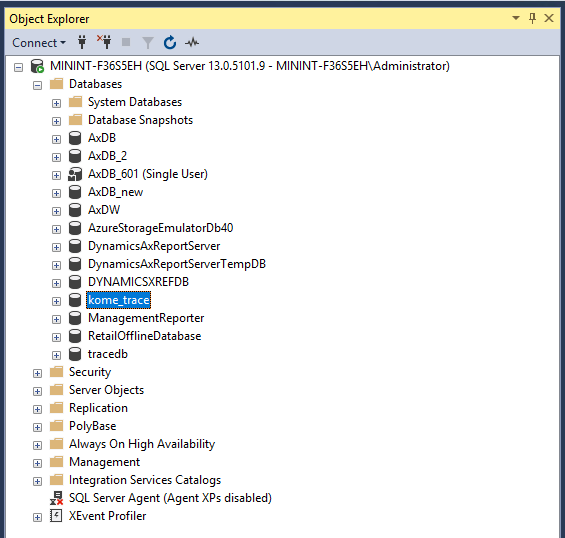 Object Explorer
Connect
MININT-F36S5EH (SQL Server 13.0.5101.9 - MININT-F36S5EH\Administrator)
Databases
System Databases
Database Snapshots
AxDB
AxDB_2
AxDB_601 (Single User)
AxDB_new
AxDW
AzureStorageEmulatorDb40
DynamicsAxReportServer
DynamicsAxReportServerTempDB
DYNAMICSXREFDB
kome_trace
ManagementReporter
RetailOfflineDatabase
tracedb
Security
Server Objects
Replication
PolyBase
Always On High Availability
Management
Integration Services Catalogs
SQL Server Agent (Agent XPs disabled)
XEvent Profiler